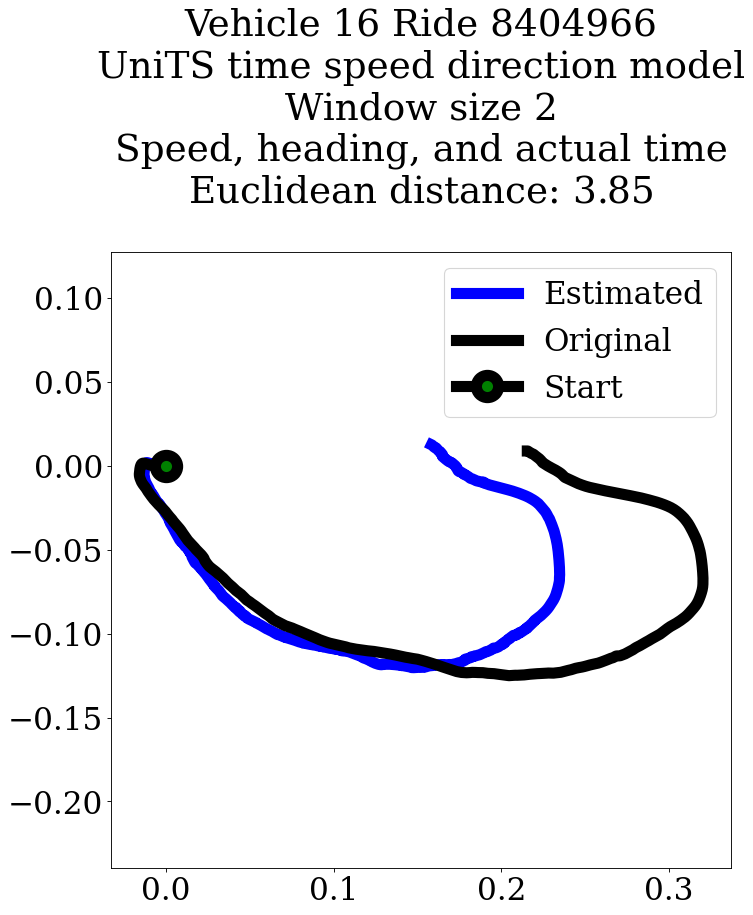 Vehicle 16 Ride 8404966
UniTS time speed direction model
Window size 2
Speed, heading, and actual time
Euclidean distance: 3.85
Estimated
Original
Start
0.10
0.05
0.00
−0.05
−0.10
−0.15
−0.20
0.0 0.1 0.2 0.3